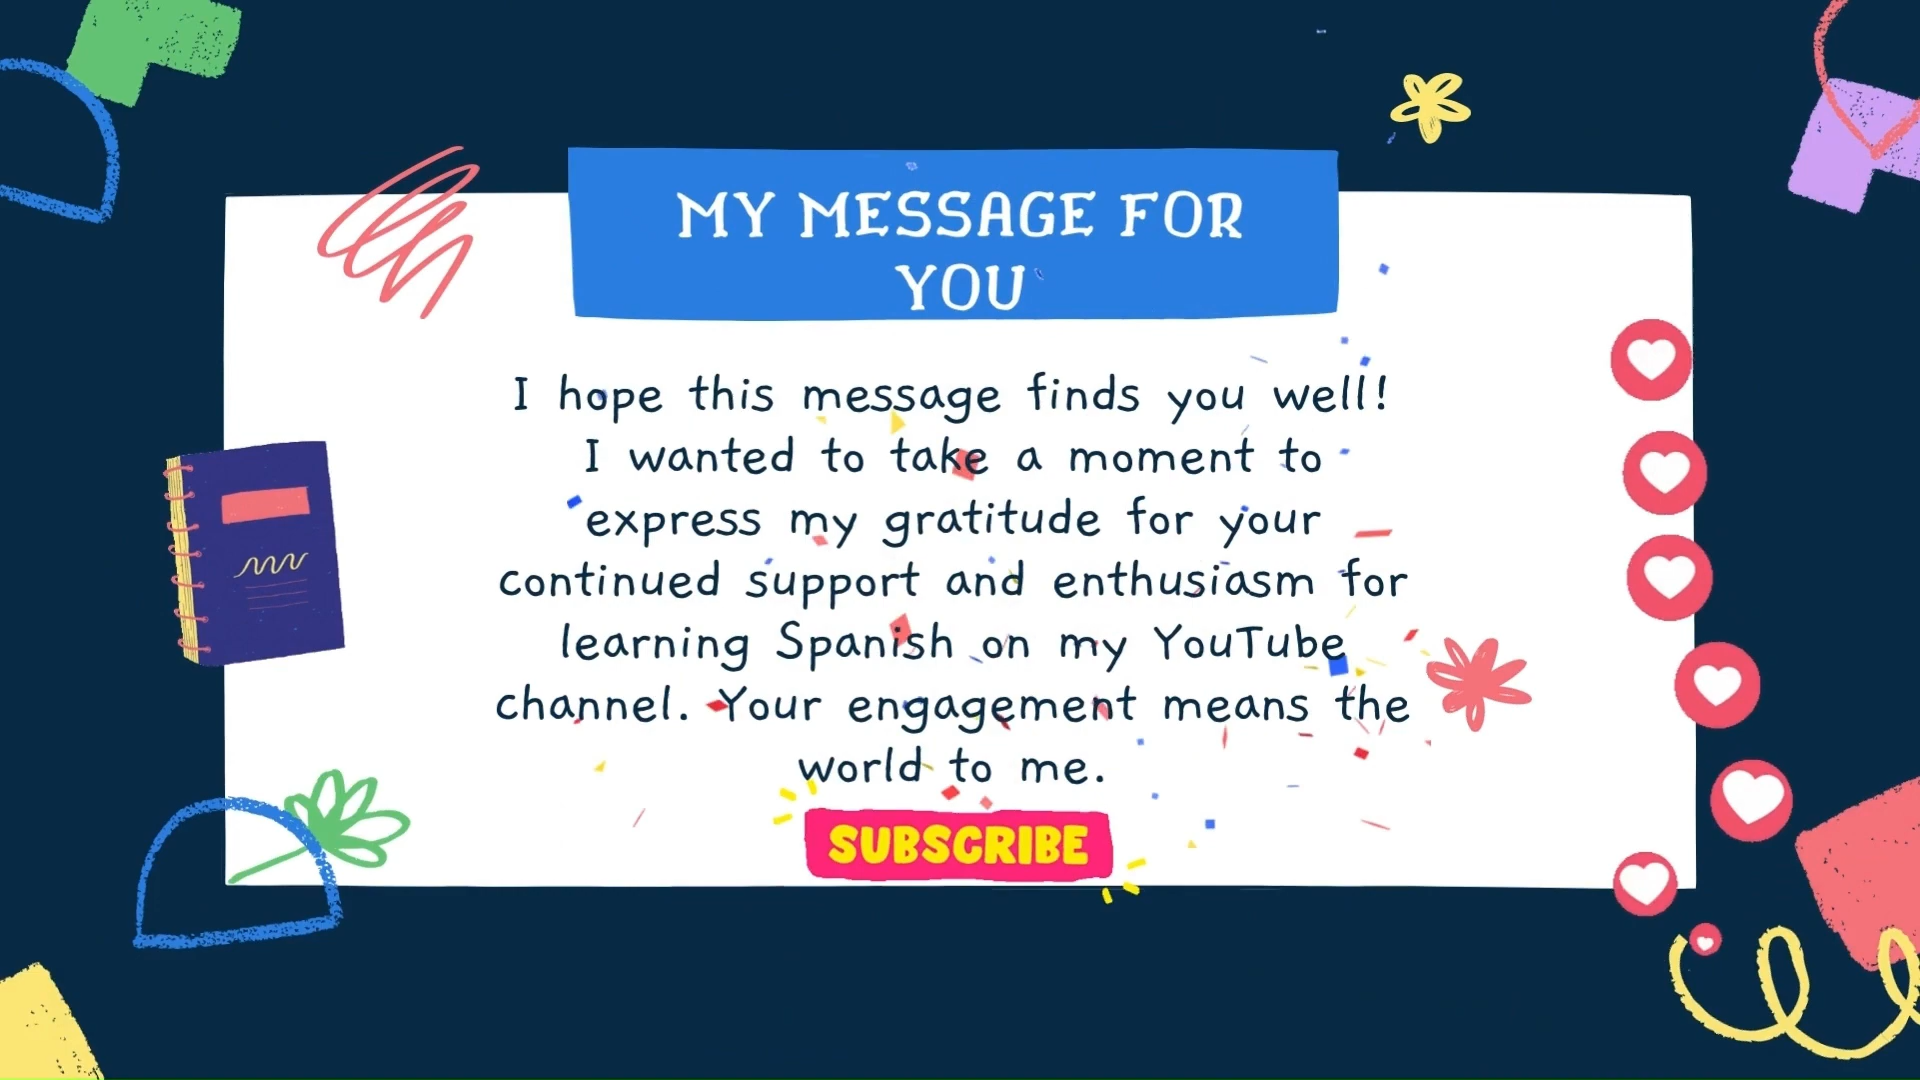 MY MESSAGE FOR
YOU
I hope this message finds you well!
I wanted to take a moment to
express my gratitude for your
continued support and enthusiasm for
learning Spanish on my YouTube
channel. Your engagement means the
world to me.
SUBSCRIBE